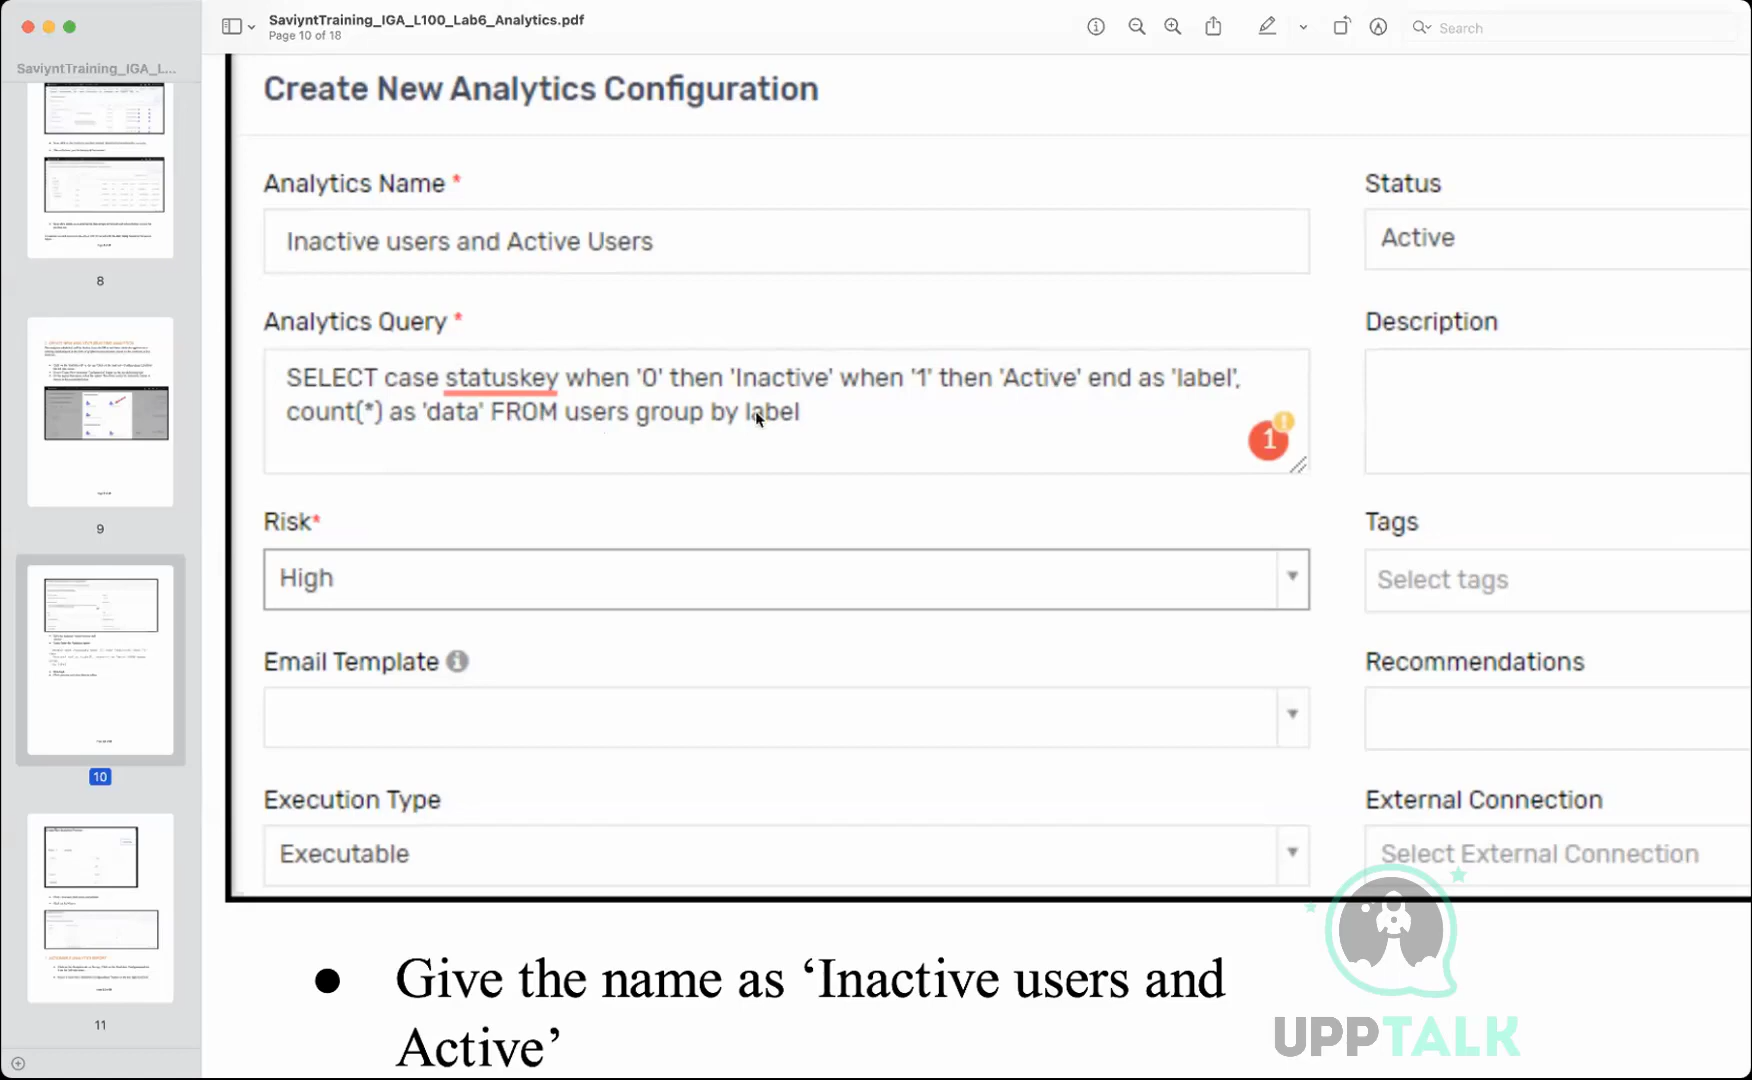 SaviyntTraining_IGA_L100_Lab6_Analytics.pdf
Page 10 of 18
Search
SaviyntTraining_IGA_L...
8
9
10
11
Create New Analytics Configuration
Analytics Name *
Status
Inactive users and Active Users
Active
Analytics Query *
Description
SELECT case statuskey when '0' then 'Inactive' when '1' then 'Active' end as 'label',
count(*) as 'data' FROM users group by label
1
Risk*
Tags
High
Select tags
Email Template
Recommendations
Execution Type
External Connection
Executable
Select External Connection
● Give the name as ‘Inactive users and
Active’
UPPTALK